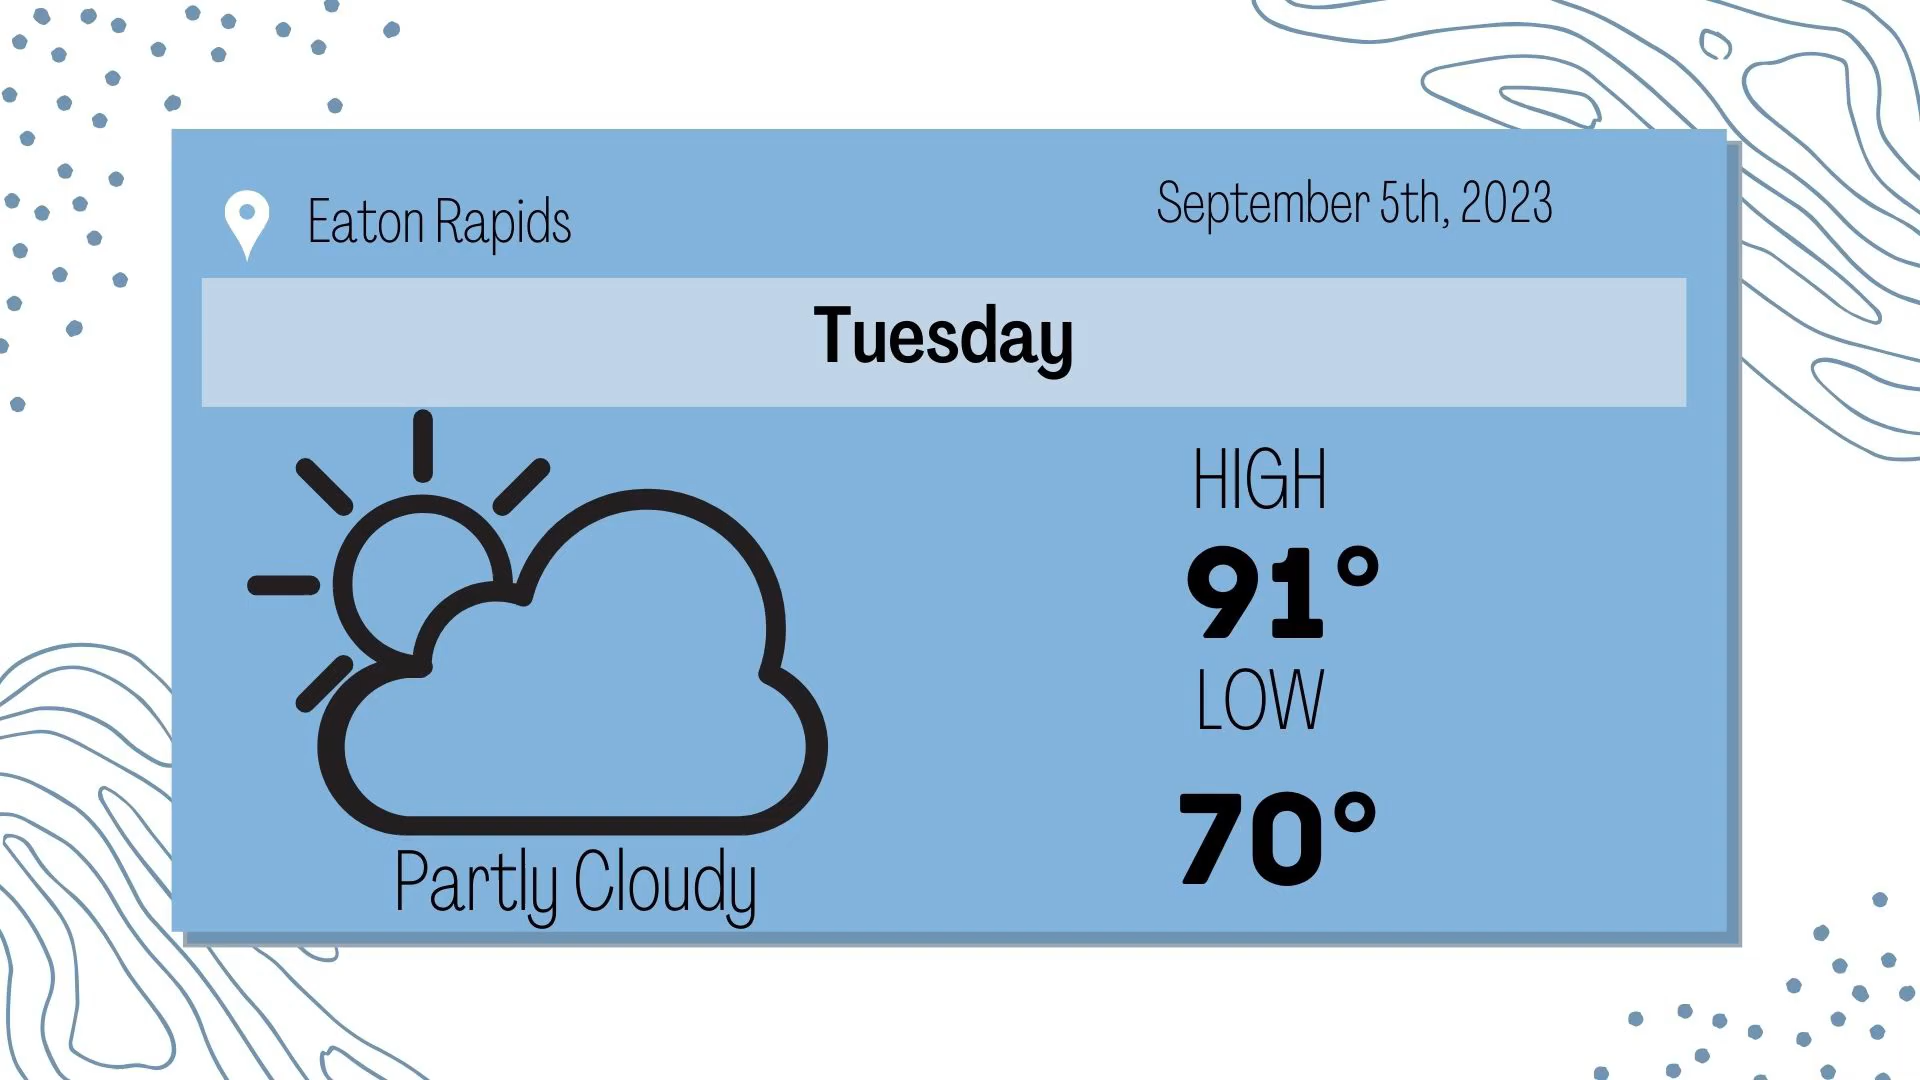 Eaton Rapids
September 5th, 2023
Tuesday
HIGH
91°
LOW
70°
Partly Cloudy